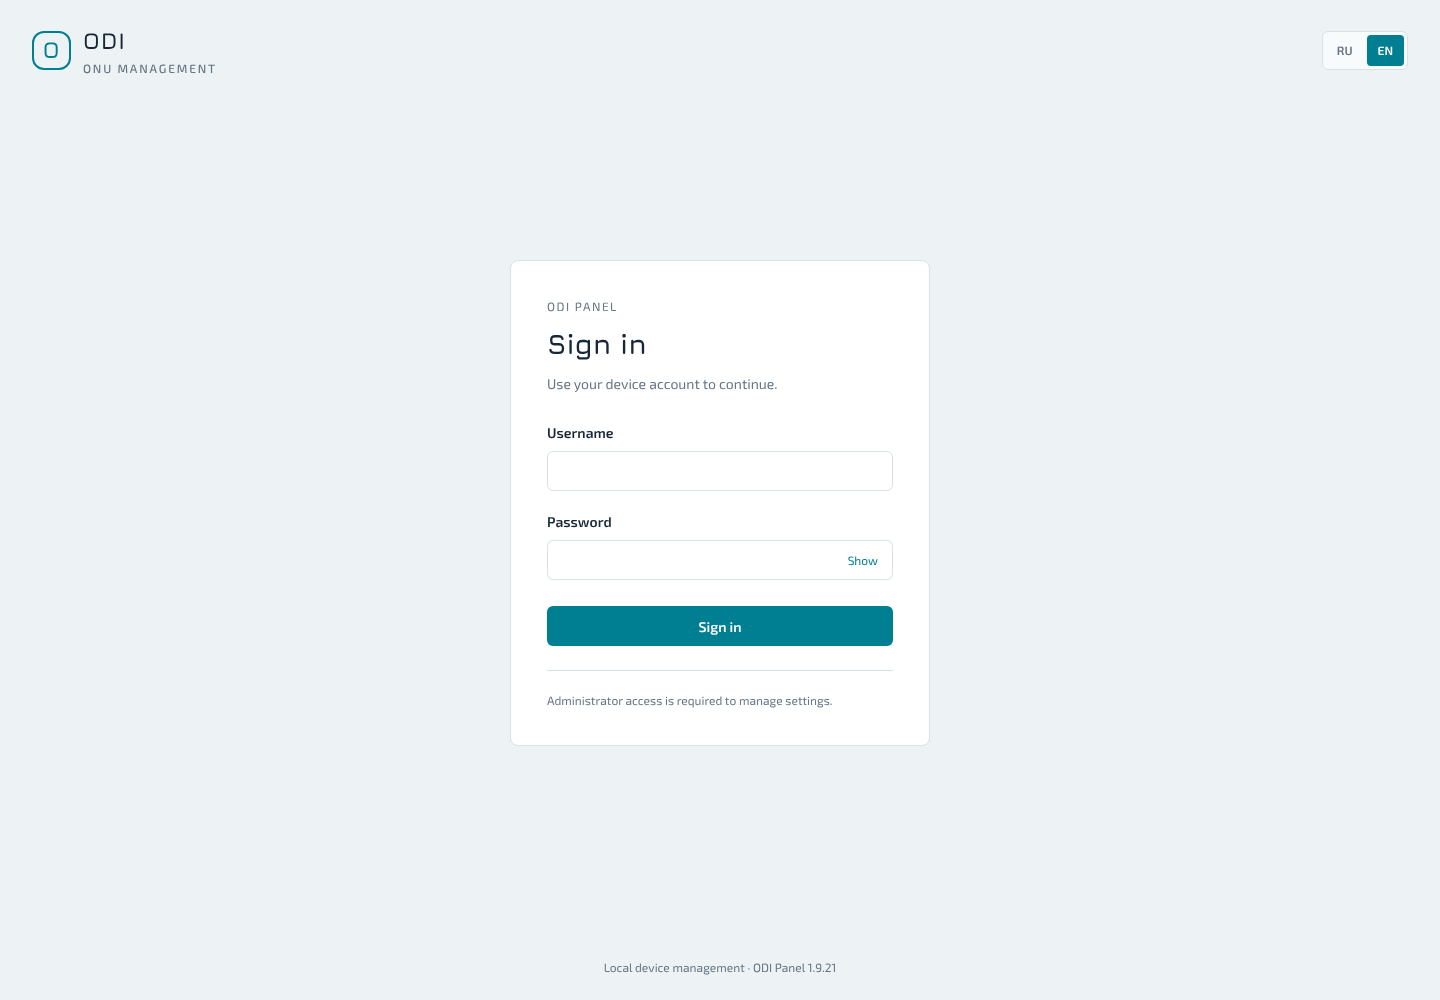 O
ODI
ONU MANAGEMENT
RU
EN
ODI PANEL
Sign in
Use your device account to continue.
Username
Password
Show
Sign in
Administrator access is required to manage settings.
Local device management · ODI Panel 1.9.21